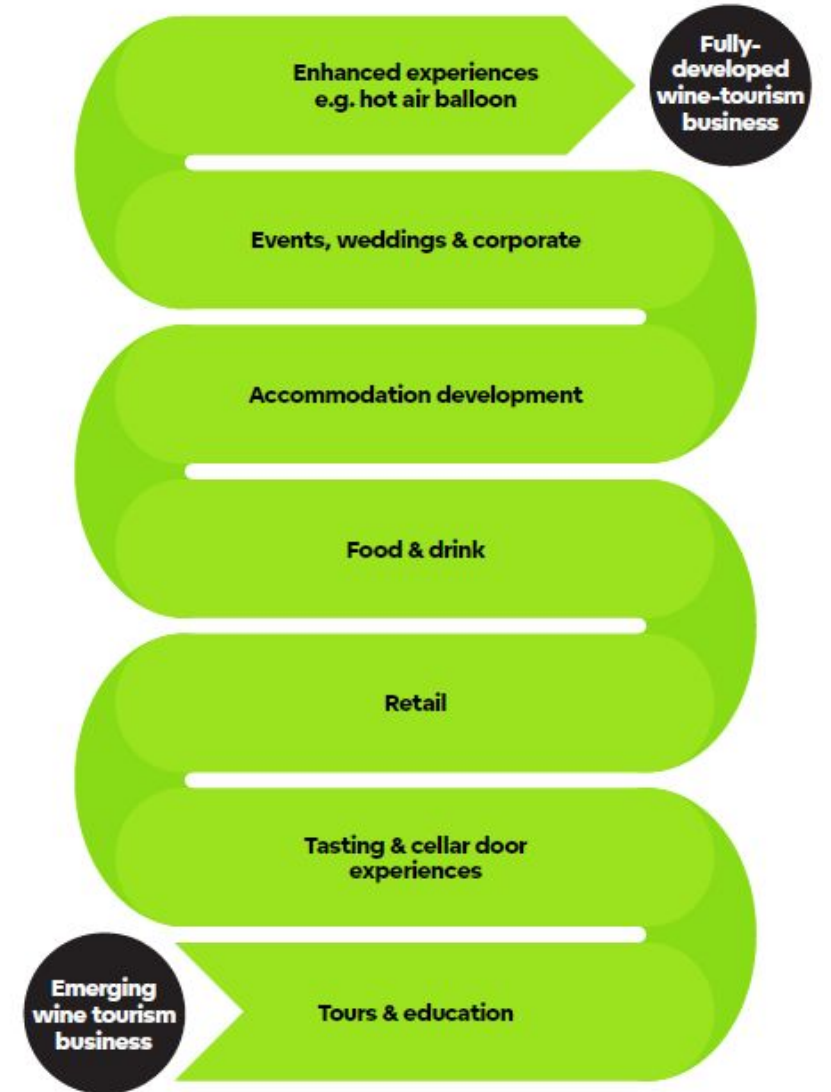 Enhanced experiences
e.g. hot air balloon
Fully-
developed
wine-tourism
business
Events, weddings & corporate
Accommodation development
Food & drink
Retail
Tasting & cellar door
experiences
Emerging
wine tourism
business
Tours & education